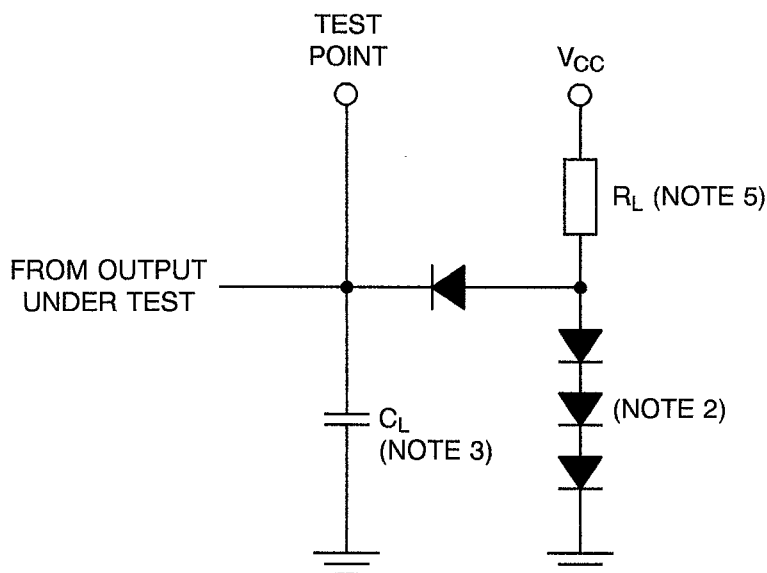 TEST
POINT
VCC
RL (NOTE 5)
FROM OUTPUT
UNDER TEST
(NOTE 2)
CL
(NOTE 3)